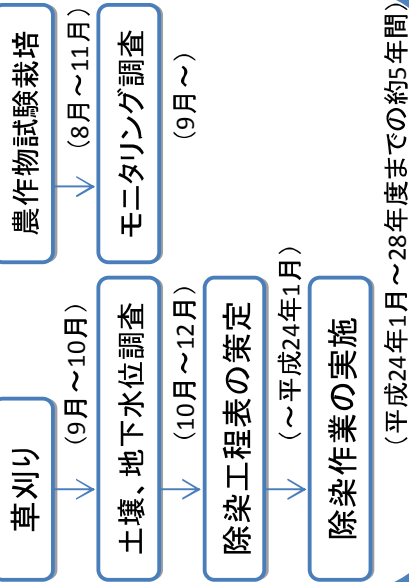 草刈り
(9月~10月)
土壌、地下水位調査
(10月~12月)
除染工程表の策定
(~平成24年1月)
除染作業の実施
(平成24年1月~28年度までの約5年間)
農作物試験栽培
(8月~11月)
モニタリング調査
(9月~)